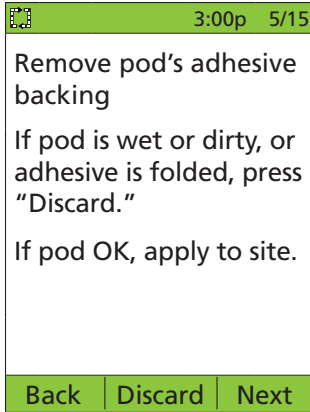 3:00p 5/15
Remove pod's adhesive
backing
If pod is wet or dirty, or
adhesive is folded, press
“Discard.”
If pod OK, apply to site.
Back Discard Next